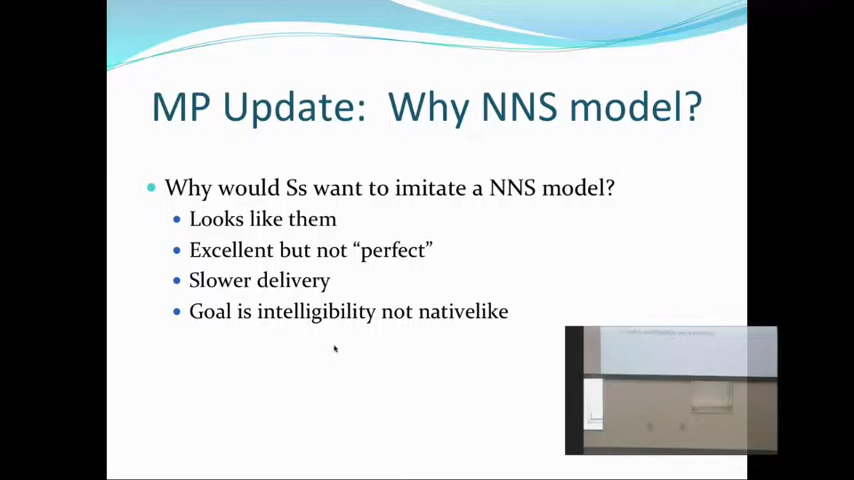 MP Update: Why NNS model?
Why would Ss want to imitate a NNS model?
Looks like them
Excellent but not “perfect”
Slower delivery
Goal is intelligibility not nativelike